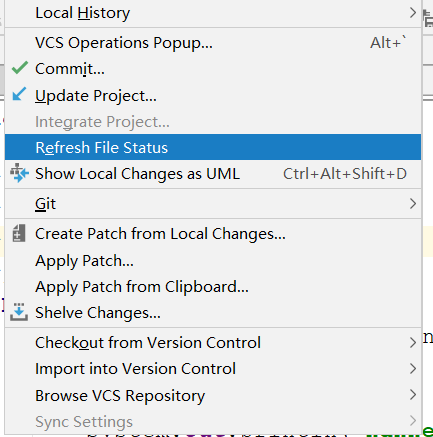 Local History
VCS Operations Popup... Alt+`
Commit...
Update Project...
Integrate Project...
Refresh File Status
Show Local Changes as UML Ctrl+Alt+Shift+D
Git
Create Patch from Local Changes...
Apply Patch...
Apply Patch from Clipboard...
Shelve Changes...
Checkout from Version Control
Import into Version Control
Browse VCS Repository
Sync Settings